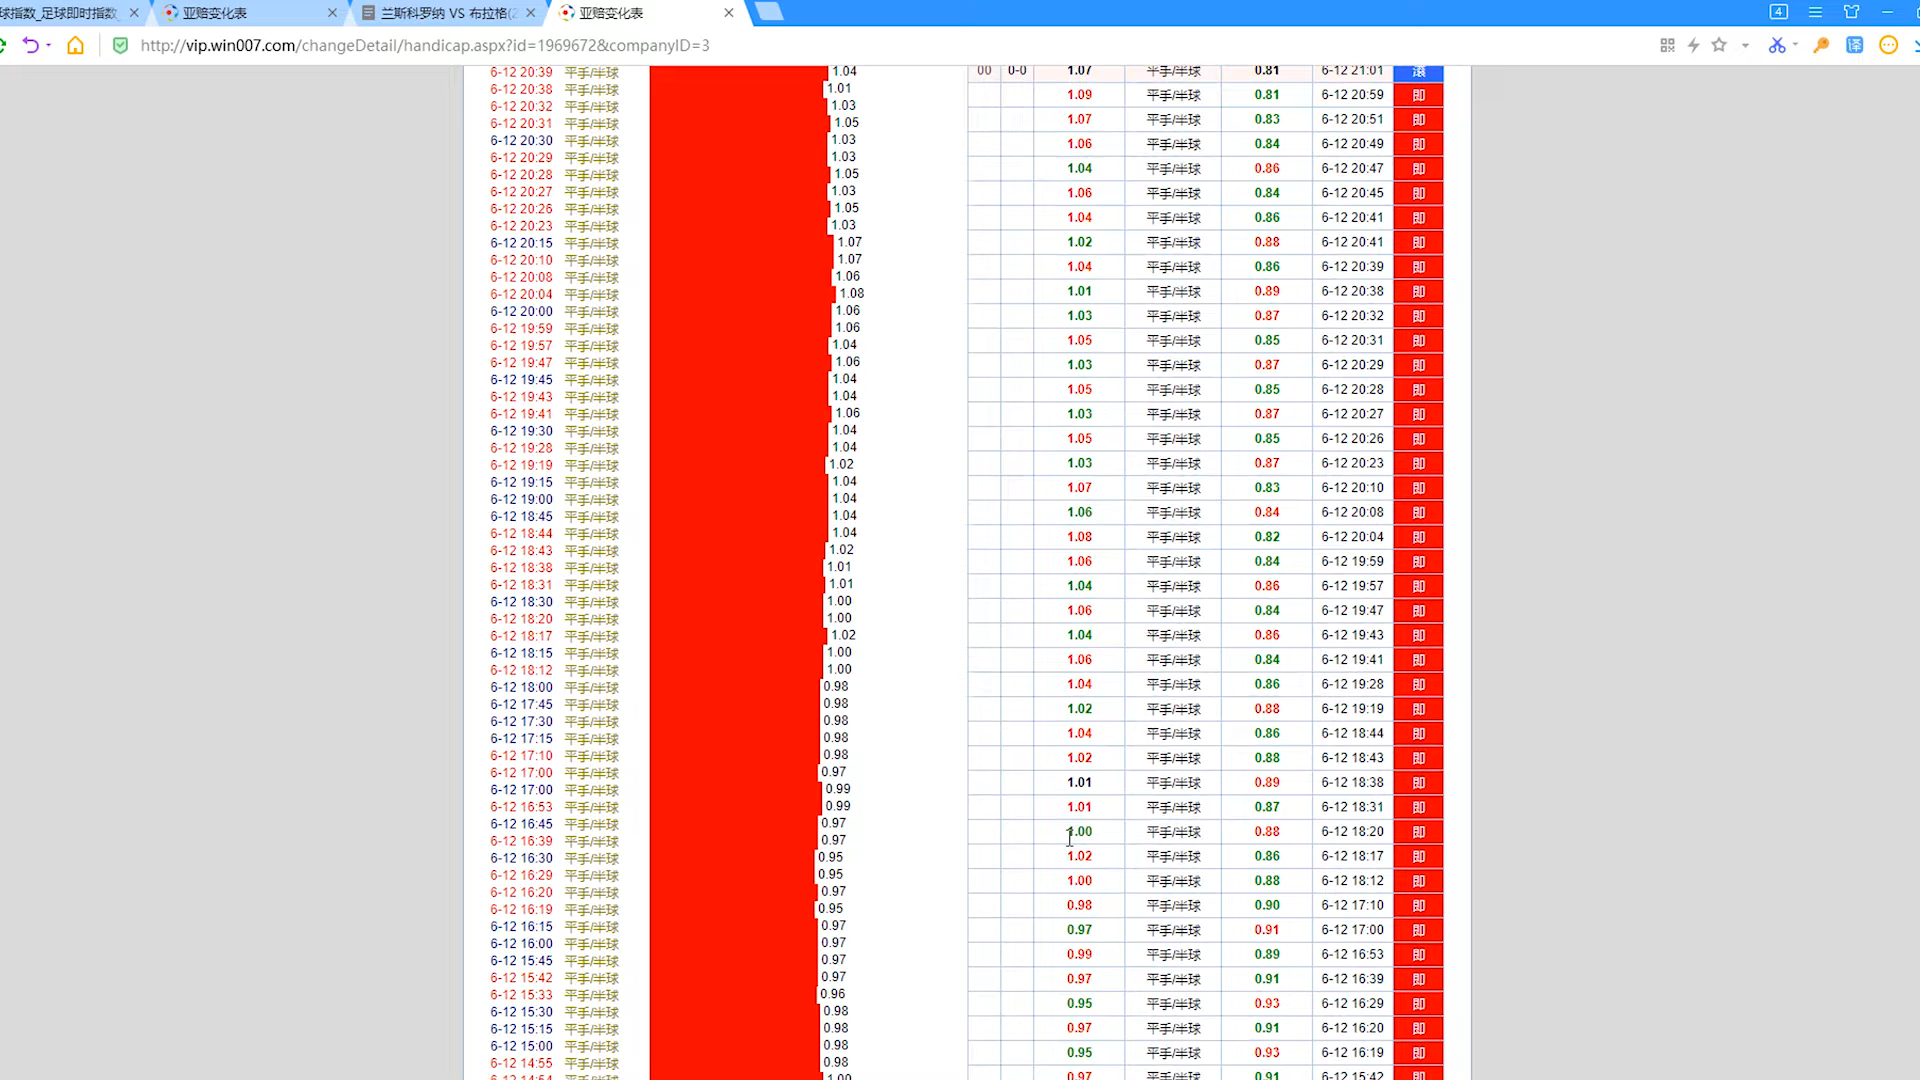 球指数_足球即时指数_
亚赔变化表
兰斯科罗纳 VS 布拉格(2
亚赔变化表
4
http://vip.win007.com/changeDetail/handicap.aspx?id=1969672&companyID=3
译
6-12 20:39 平手/半球 1.04
6-12 20:38 平手/半球 1.01
6-12 20:32 平手/半球 1.03
6-12 20:31 平手/半球 1.05
6-12 20:30 平手/半球 1.03
6-12 20:29 平手/半球 1.03
6-12 20:28 平手/半球 1.05
6-12 20:27 平手/半球 1.03
6-12 20:26 平手/半球 1.05
6-12 20:23 平手/半球 1.03
6-12 20:15 平手/半球 1.07
6-12 20:10 平手/半球 1.07
6-12 20:08 平手/半球 1.06
6-12 20:04 平手/半球 1.08
6-12 20:00 平手/半球 1.06
6-12 19:59 平手/半球 1.06
6-12 19:57 平手/半球 1.04
6-12 19:47 平手/半球 1.06
6-12 19:45 平手/半球 1.04
6-12 19:43 平手/半球 1.04
6-12 19:41 平手/半球 1.06
6-12 19:30 平手/半球 1.04
6-12 19:28 平手/半球 1.04
6-12 19:19 平手/半球 1.02
6-12 19:15 平手/半球 1.04
6-12 19:00 平手/半球 1.04
6-12 18:45 平手/半球 1.04
6-12 18:44 平手/半球 1.04
6-12 18:43 平手/半球 1.02
6-12 18:38 平手/半球 1.01
6-12 18:31 平手/半球 1.01
6-12 18:30 平手/半球 1.00
6-12 18:20 平手/半球 1.00
6-12 18:17 平手/半球 1.02
6-12 18:15 平手/半球 1.00
6-12 18:12 平手/半球 1.00
6-12 18:00 平手/半球 0.98
6-12 17:45 平手/半球 0.98
6-12 17:30 平手/半球 0.98
6-12 17:15 平手/半球 0.98
6-12 17:10 平手/半球 0.98
6-12 17:00 平手/半球 0.97
6-12 17:00 平手/半球 0.99
6-12 16:53 平手/半球 0.99
6-12 16:45 平手/半球 0.97
6-12 16:39 平手/半球 0.97
6-12 16:30 平手/半球 0.95
6-12 16:29 平手/半球 0.95
6-12 16:20 平手/半球 0.97
6-12 16:19 平手/半球 0.95
6-12 16:15 平手/半球 0.97
6-12 16:00 平手/半球 0.97
6-12 15:45 平手/半球 0.97
6-12 15:42 平手/半球 0.97
6-12 15:33 平手/半球 0.96
6-12 15:30 平手/半球 0.98
6-12 15:15 平手/半球 0.98
6-12 15:00 平手/半球 0.98
6-12 14:55 平手/半球 0.98
6-12 14:54 平手/半球 1.00
00 0-0 1.07 平手/半球 0.81 6-12 21:01 滚
1.09 平手/半球 0.81 6-12 20:59 即
1.07 平手/半球 0.83 6-12 20:51 即
1.06 平手/半球 0.84 6-12 20:49 即
1.04 平手/半球 0.86 6-12 20:47 即
1.06 平手/半球 0.84 6-12 20:45 即
1.04 平手/半球 0.86 6-12 20:41 即
1.02 平手/半球 0.88 6-12 20:41 即
1.04 平手/半球 0.86 6-12 20:39 即
1.01 平手/半球 0.89 6-12 20:38 即
1.03 平手/半球 0.87 6-12 20:32 即
1.05 平手/半球 0.85 6-12 20:31 即
1.03 平手/半球 0.87 6-12 20:29 即
1.05 平手/半球 0.85 6-12 20:28 即
1.03 平手/半球 0.87 6-12 20:27 即
1.05 平手/半球 0.85 6-12 20:26 即
1.03 平手/半球 0.87 6-12 20:23 即
1.07 平手/半球 0.83 6-12 20:10 即
1.06 平手/半球 0.84 6-12 20:08 即
1.08 平手/半球 0.82 6-12 20:04 即
1.06 平手/半球 0.84 6-12 19:59 即
1.04 平手/半球 0.86 6-12 19:57 即
1.06 平手/半球 0.84 6-12 19:47 即
1.04 平手/半球 0.86 6-12 19:43 即
1.06 平手/半球 0.84 6-12 19:41 即
1.04 平手/半球 0.86 6-12 19:28 即
1.02 平手/半球 0.88 6-12 19:19 即
1.04 平手/半球 0.86 6-12 18:44 即
1.02 平手/半球 0.88 6-12 18:43 即
1.01 平手/半球 0.89 6-12 18:38 即
1.01 平手/半球 0.87 6-12 18:31 即
1.00 平手/半球 0.88 6-12 18:20 即
1.02 平手/半球 0.86 6-12 18:17 即
1.00 平手/半球 0.88 6-12 18:12 即
0.98 平手/半球 0.90 6-12 17:10 即
0.97 平手/半球 0.91 6-12 17:00 即
0.99 平手/半球 0.89 6-12 16:53 即
0.97 平手/半球 0.91 6-12 16:39 即
0.95 平手/半球 0.93 6-12 16:29 即
0.97 平手/半球 0.91 6-12 16:20 即
0.95 平手/半球 0.93 6-12 16:19 即
0.97 平手/半球 0.91 6-12 15:42 即